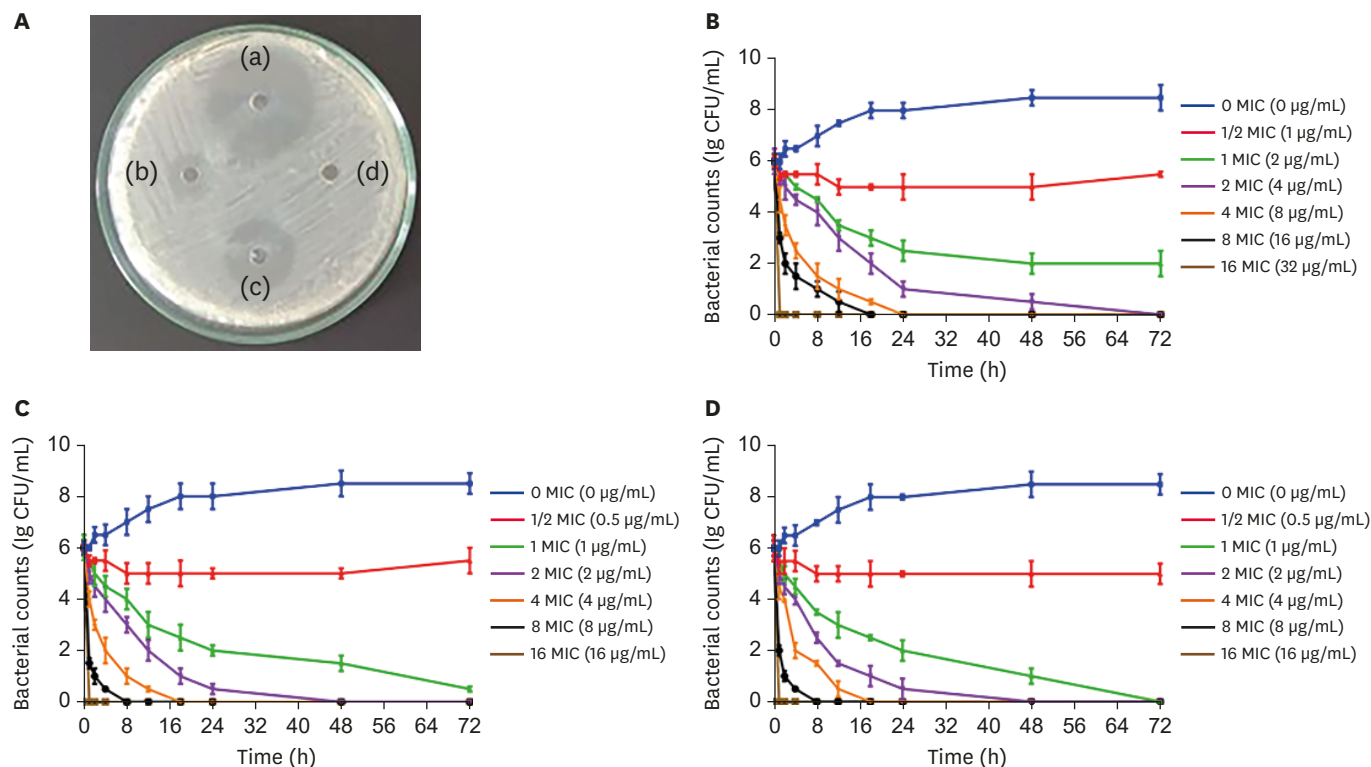 A
(a)
(b)
(d)
(c)
B
Bacterial counts (lg CFU/mL)
10
8
6
4
2
0
0 8 16 24 32 40 48 56 64 72
Time (h)
0 MIC (0 µg/mL)
1/2 MIC (1 µg/mL)
1 MIC (2 µg/mL)
2 MIC (4 µg/mL)
4 MIC (8 µg/mL)
8 MIC (16 µg/mL)
16 MIC (32 µg/mL)
C
Bacterial counts (lg CFU/mL)
10
8
6
4
2
0
0 8 16 24 32 40 48 56 64 72
Time (h)
0 MIC (0 µg/mL)
1/2 MIC (0.5 µg/mL)
1 MIC (1 µg/mL)
2 MIC (2 µg/mL)
4 MIC (4 µg/mL)
8 MIC (8 µg/mL)
16 MIC (16 µg/mL)
D
Bacterial counts (lg CFU/mL)
10
8
6
4
2
0
0 8 16 24 32 40 48 56 64 72
Time (h)
0 MIC (0 µg/mL)
1/2 MIC (0.5 µg/mL)
1 MIC (1 µg/mL)
2 MIC (2 µg/mL)
4 MIC (4 µg/mL)
8 MIC (8 µg/mL)
16 MIC (16 µg/mL)